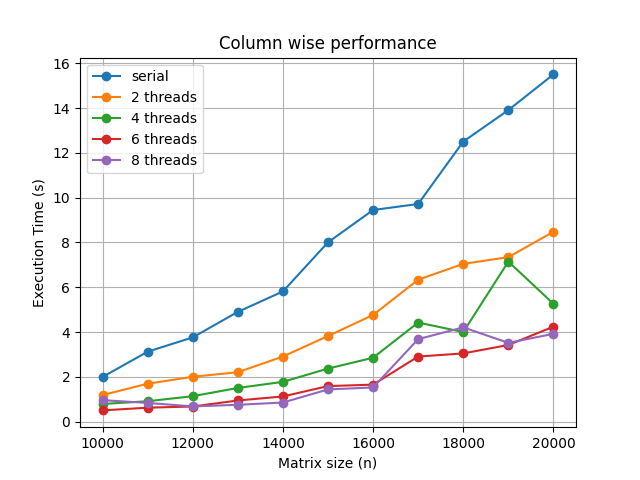 Column wise performance
serial
2 threads
4 threads
6 threads
8 threads
Execution Time (s)
16
14
12
10
8
6
4
2
0
10000 12000 14000 16000 18000 20000
Matrix size (n)